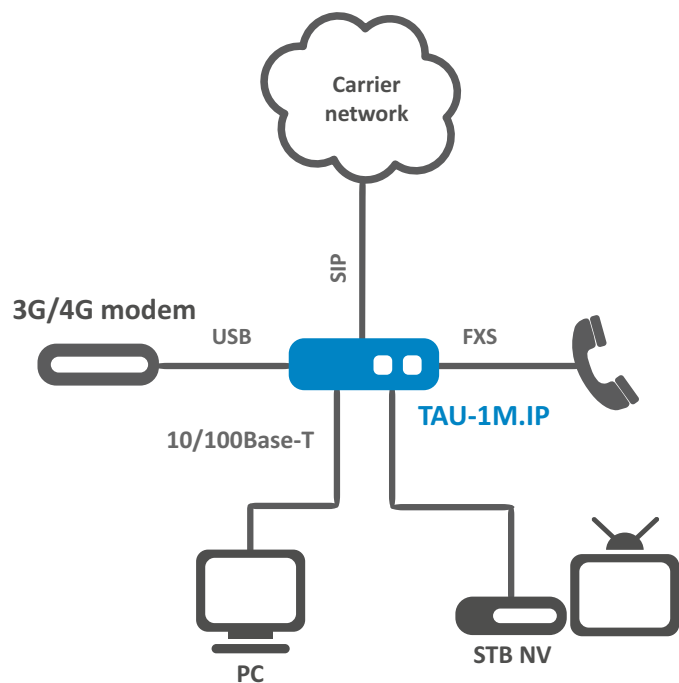 Carrier
network
SIP
3G/4G modem
USB
FXS
TAU-1M.IP
10/100Base-T
STB NV
PC